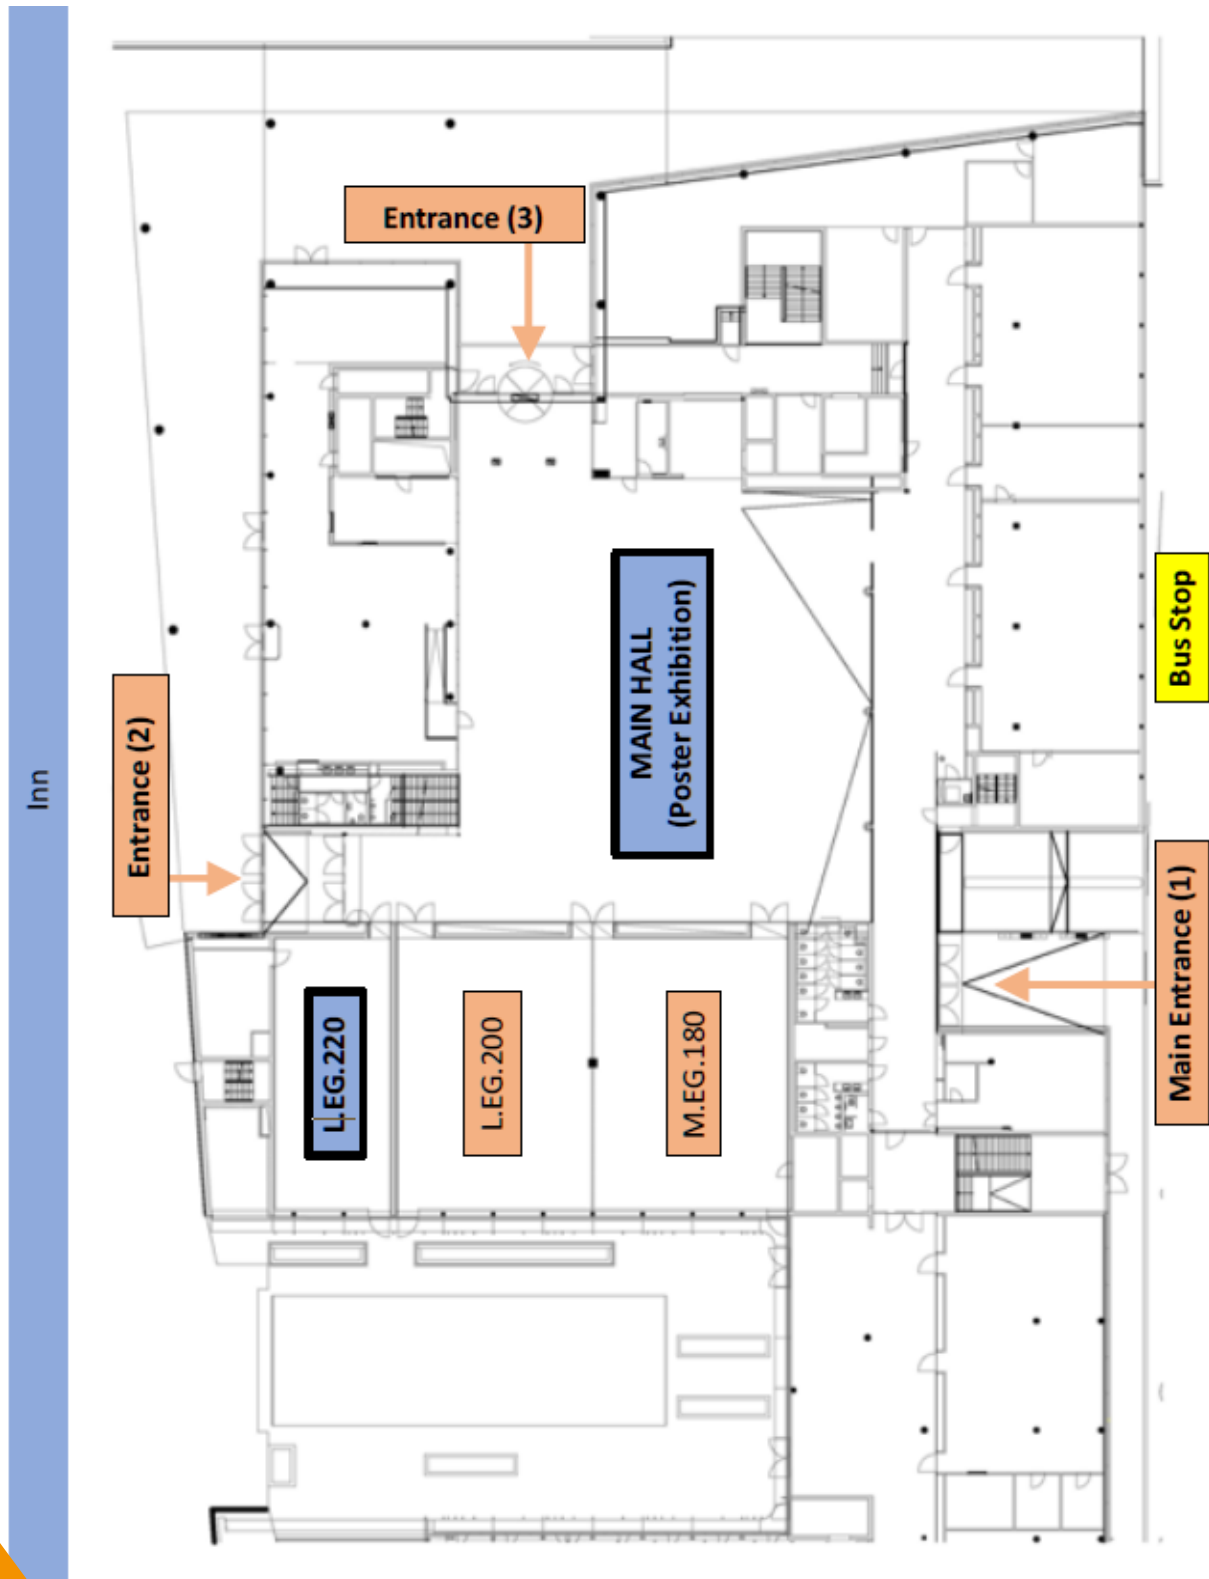 Entrance (3)
Inn
Entrance (2)
MAIN HALL
(Poster Exhibition)
Bus Stop
Main Entrance (1)
L.EG.220
L.EG.200
M.EG.180